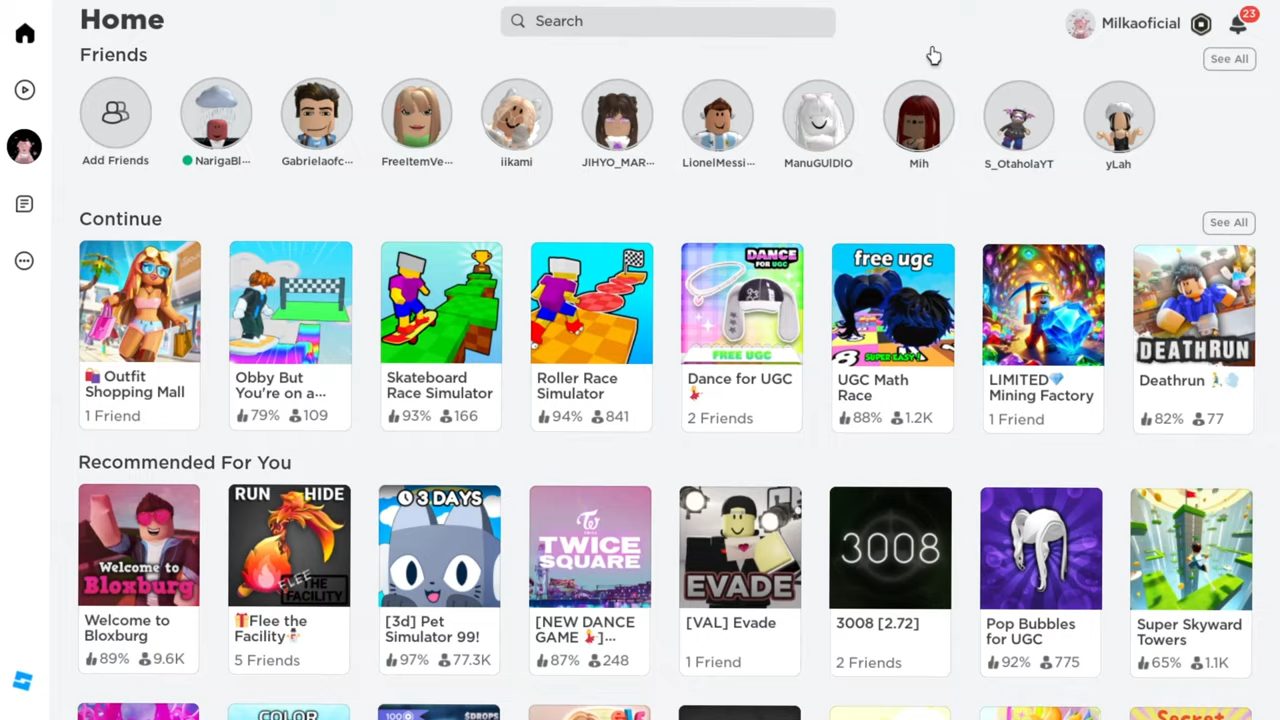 Home
Search
Milkaoficial
23
Friends
See All
Add Friends
NarigaBl···
Gabrielaofc···
FreeItemVe···
iikami
JIHYO_MAR···
LionelMessi···
ManuGUIDIO
Mih
S_OtaholaYT
yLah
Continue
See All
DANCE
FOR UGC
FREE UGC
free ugc
SUPER EASY!
DEATHRUN
🛍️ Outfit
Shopping Mall
1 Friend
Obby But
You're on a...
79% 109
Skateboard
Race Simulator
93% 166
Roller Race
Simulator
94% 841
Dance for UGC
💃
2 Friends
UGC Math
Race
88% 1.2K
LIMITED💎
Mining Factory
1 Friend
Deathrun 🏃💨
82% 77
Recommended For You
Welcome to
Bloxburg
RUN HIDE
FLEE
THE
FACILITY
3 DAYS
TWICE
SQUARE
EVADE
3008
Welcome to
Bloxburg
89% 9.6K
🎁Flee the
Facility⛄
5 Friends
[3d] Pet
Simulator 99!
97% 77.3K
[NEW DANCE
GAME 💃]...
87% 248
[VAL] Evade
1 Friend
3008 [2.72]
2 Friends
Pop Bubbles
for UGC
92% 775
Super Skyward
Towers
65% 1.1K
COLOR
100
$DROPS
Secret